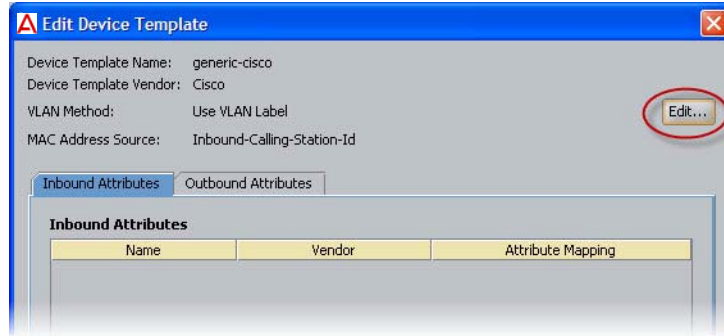 Edit Device Template
Device Template Name: generic-cisco
Device Template Vendor: Cisco
VLAN Method: Use VLAN Label
Edit...
MAC Address Source: Inbound-Calling-Station-Id
Inbound Attributes Outbound Attributes
Inbound Attributes
Name Vendor Attribute Mapping